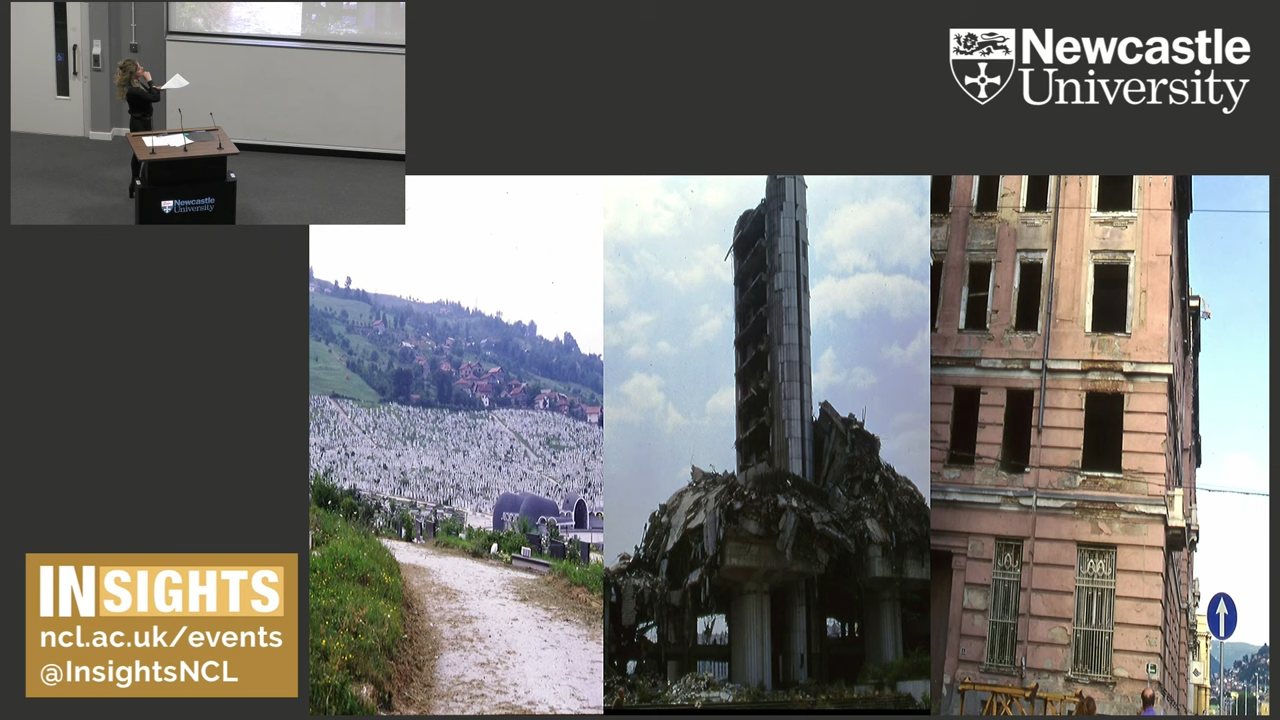 Newcastle
University
Newcastle
University
INSIGHTS
ncl.ac.uk/events
@InsightsNCL